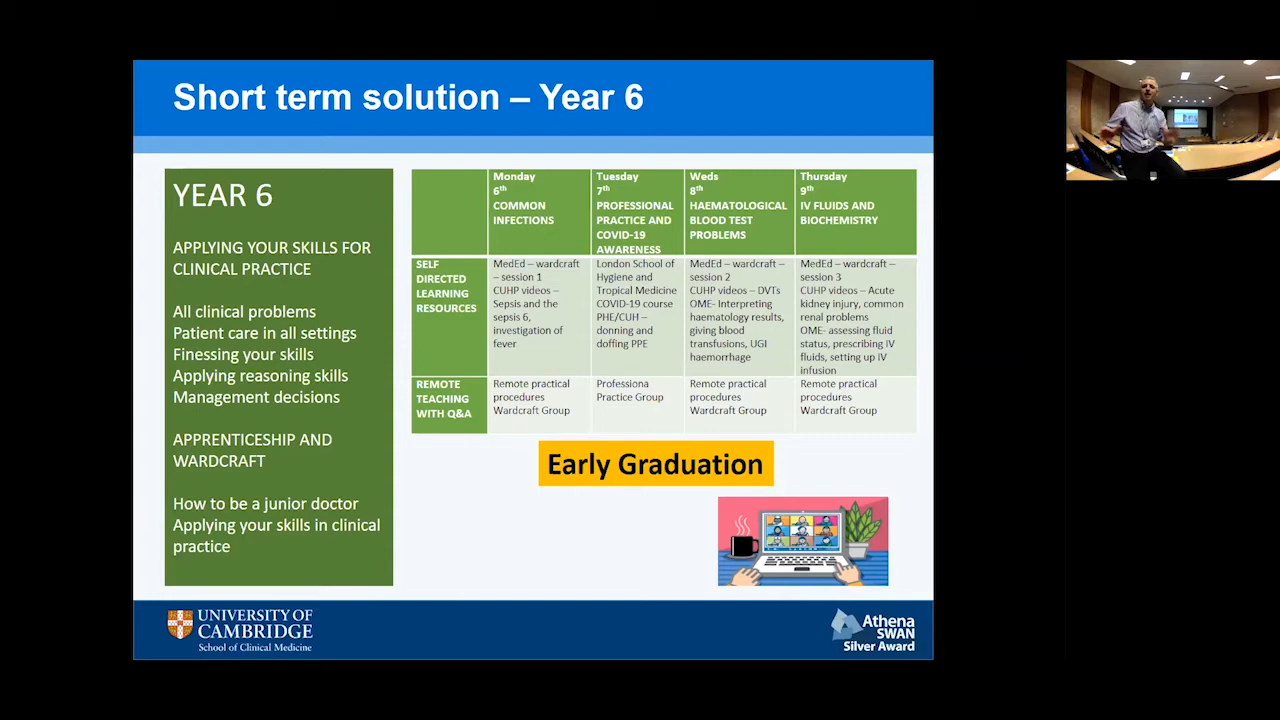 Short term solution – Year 6
YEAR 6
APPLYING YOUR SKILLS FOR
CLINICAL PRACTICE
All clinical problems
Patient care in all settings
Finessing your skills
Applying reasoning skills
Management decisions
APPRENTICESHIP AND
WARDCRAFT
How to be a junior doctor
Applying your skills in clinical
practice
Monday
6th
COMMON
INFECTIONS
Tuesday
7th
PROFESSIONAL
PRACTICE AND
COVID-19
AWARENESS
Weds
8th
HAEMATOLOGICAL
BLOOD TEST
PROBLEMS
Thursday
9th
IV FLUIDS AND
BIOCHEMISTRY
SELF
DIRECTED
LEARNING
RESOURCES
MedEd – wardcraft
– session 1
CUHP videos –
Sepsis and the
sepsis 6,
investigation of
fever
London School of
Hygiene and
Tropical Medicine
COVID-19 course
PHE/CUH –
donning and
doffing PPE
MedEd – wardcraft –
session 2
CUHP videos – DVTs
OME- Interpreting
haematology results,
giving blood
transfusions, UGI
haemorrhage
MedEd – wardcraft –
session 3
CUHP videos – Acute
kidney injury, common
renal problems
OME- assessing fluid
status, prescribing IV
fluids, setting up IV
infusion
REMOTE
TEACHING
WITH Q&A
Remote practical
procedures
Wardcraft Group
Professiona
Practice Group
Remote practical
procedures
Wardcraft Group
Remote practical
procedures
Wardcraft Group
Early Graduation
UNIVERSITY OF
CAMBRIDGE
School of Clinical Medicine
Athena
SWAN
Silver Award